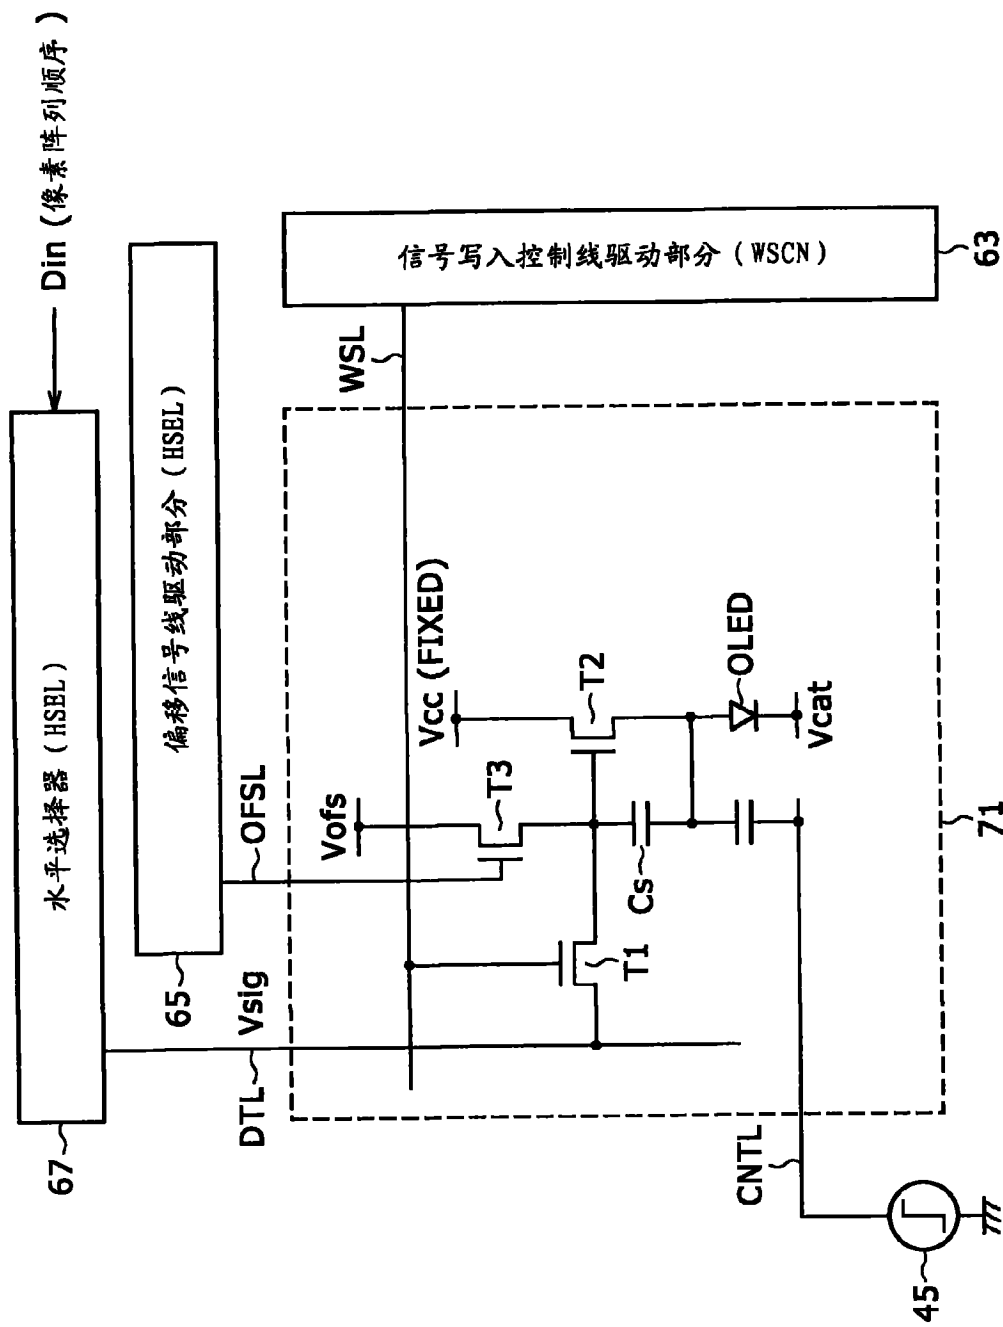 Din (像素阵列顺序)
水平选择器 (HSEL)
67
偏移信号线驱动部分 (HSEL)
65
信号写入控制线驱动部分 (WSCN)
63
WSL
OFSL
Vsig
DTL
Vofs
Vcc (FIXED)
T3
T2
T1
Cs
OLED
Vcat
71
CNTL
45